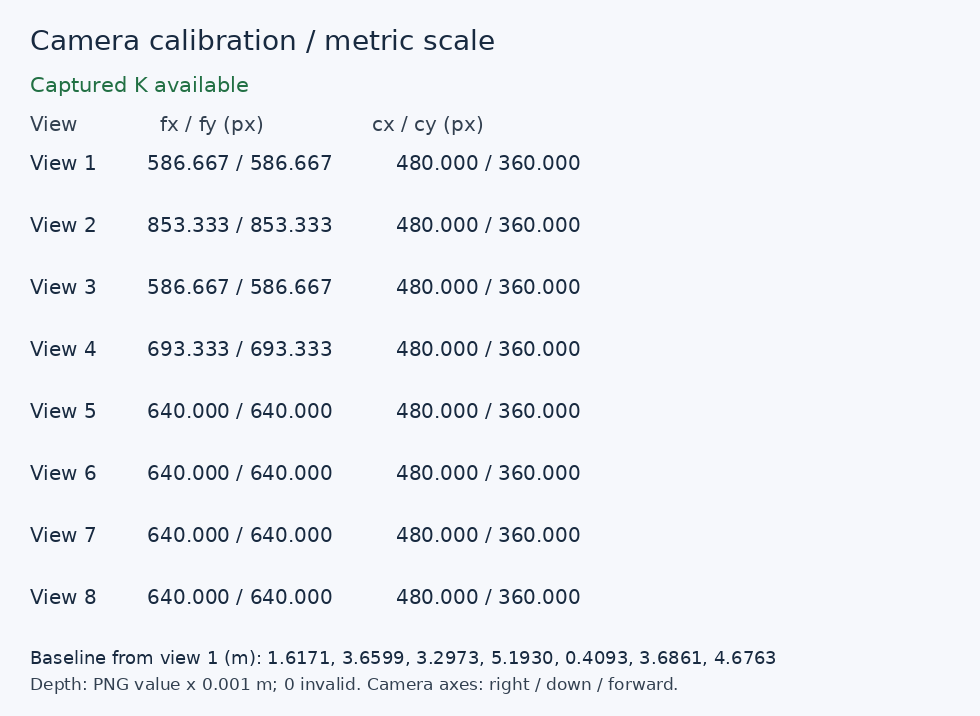 Camera calibration / metric scale
Captured K available
View fx / fy (px) cx / cy (px)
View 1 586.667 / 586.667 480.000 / 360.000
View 2 853.333 / 853.333 480.000 / 360.000
View 3 586.667 / 586.667 480.000 / 360.000
View 4 693.333 / 693.333 480.000 / 360.000
View 5 640.000 / 640.000 480.000 / 360.000
View 6 640.000 / 640.000 480.000 / 360.000
View 7 640.000 / 640.000 480.000 / 360.000
View 8 640.000 / 640.000 480.000 / 360.000
Baseline from view 1 (m): 1.6171, 3.6599, 3.2973, 5.1930, 0.4093, 3.6861, 4.6763
Depth: PNG value x 0.001 m; 0 invalid. Camera axes: right / down / forward.